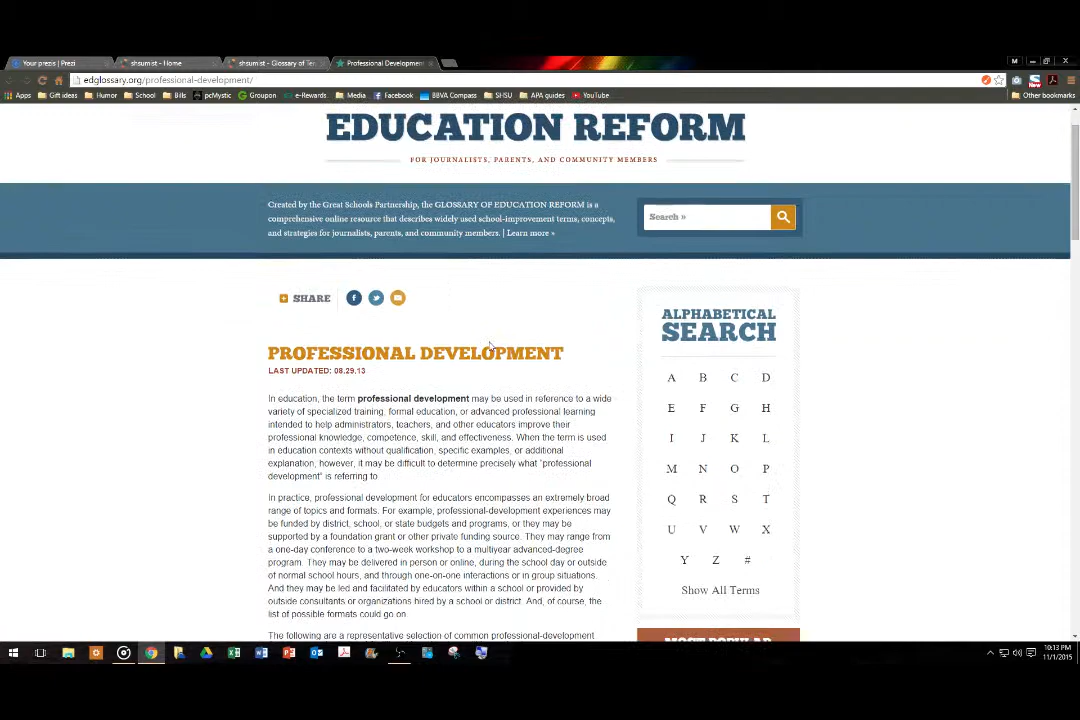 Your prezis | Prezi
shsumist - Home
shsumist - Glossary of Ter
Professional Development
M
edglossary.org/professional-development/
Apps
Gift ideas
Humor
School
Bills
pcMystic
Groupon
e-Rewards
Media
Facebook
BBVA Compass
SHSU
APA guides
YouTube
Other bookmarks
New
EDUCATION REFORM
FOR JOURNALISTS, PARENTS, AND COMMUNITY MEMBERS
Created by the Great Schools Partnership, the GLOSSARY OF EDUCATION REFORM is a
comprehensive online resource that describes widely used school-improvement terms, concepts,
and strategies for journalists, parents, and community members. | Learn more »
Search »
SHARE
PROFESSIONAL DEVELOPMENT
LAST UPDATED: 08.29.13
In education, the term professional development may be used in reference to a wide
variety of specialized training, formal education, or advanced professional learning
intended to help administrators, teachers, and other educators improve their
professional knowledge, competence, skill, and effectiveness. When the term is used
in education contexts without qualification, specific examples, or additional
explanation, however, it may be difficult to determine precisely what “professional
development” is referring to.
In practice, professional development for educators encompasses an extremely broad
range of topics and formats. For example, professional-development experiences may
be funded by district, school, or state budgets and programs, or they may be
supported by a foundation grant or other private funding source. They may range from
a one-day conference to a two-week workshop to a multiyear advanced-degree
program. They may be delivered in person or online, during the school day or outside
of normal school hours, and through one-on-one interactions or in group situations.
And they may be led and facilitated by educators within a school or provided by
outside consultants or organizations hired by a school or district. And, of course, the
list of possible formats could go on.
The following are a representative selection of common professional-development
ALPHABETICAL
SEARCH
A B C D
E F G H
I J K L
M N O P
Q R S T
U V W X
Y Z #
Show All Terms
MOST POPULAR
10:13 PM
11/1/2015